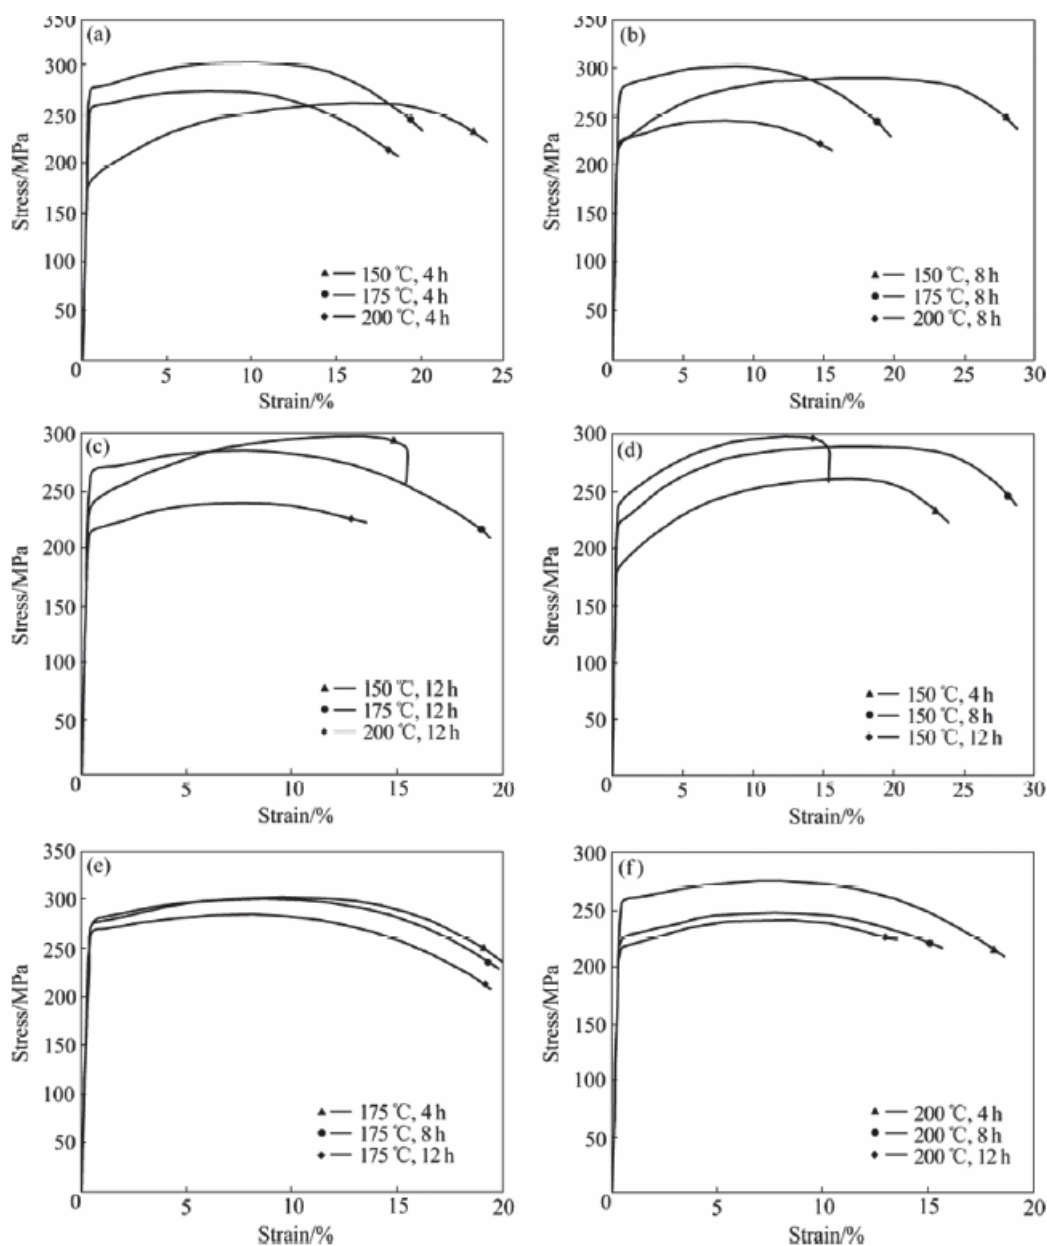 (a)
350
300
250
200
150
100
50
0
5
10
15
20
25
Stress/MPa
Strain/%
150 ℃, 4 h
175 ℃, 4 h
200 ℃, 4 h
(b)
350
300
250
200
150
100
50
0
5
10
15
20
25
30
Stress/MPa
Strain/%
150 ℃, 8 h
175 ℃, 8 h
200 ℃, 8 h
(c)
300
250
200
150
100
50
0
5
10
15
20
Stress/MPa
Strain/%
150 ℃, 12 h
175 ℃, 12 h
200 ℃, 12 h
(d)
300
250
200
150
100
50
0
5
10
15
20
25
30
Stress/MPa
Strain/%
150 ℃, 4 h
150 ℃, 8 h
150 ℃, 12 h
(e)
350
300
250
200
150
100
50
0
5
10
15
20
Stress/MPa
Strain/%
175 ℃, 4 h
175 ℃, 8 h
175 ℃, 12 h
(f)
300
250
200
150
100
50
0
5
10
15
20
Stress/MPa
Strain/%
200 ℃, 4 h
200 ℃, 8 h
200 ℃, 12 h